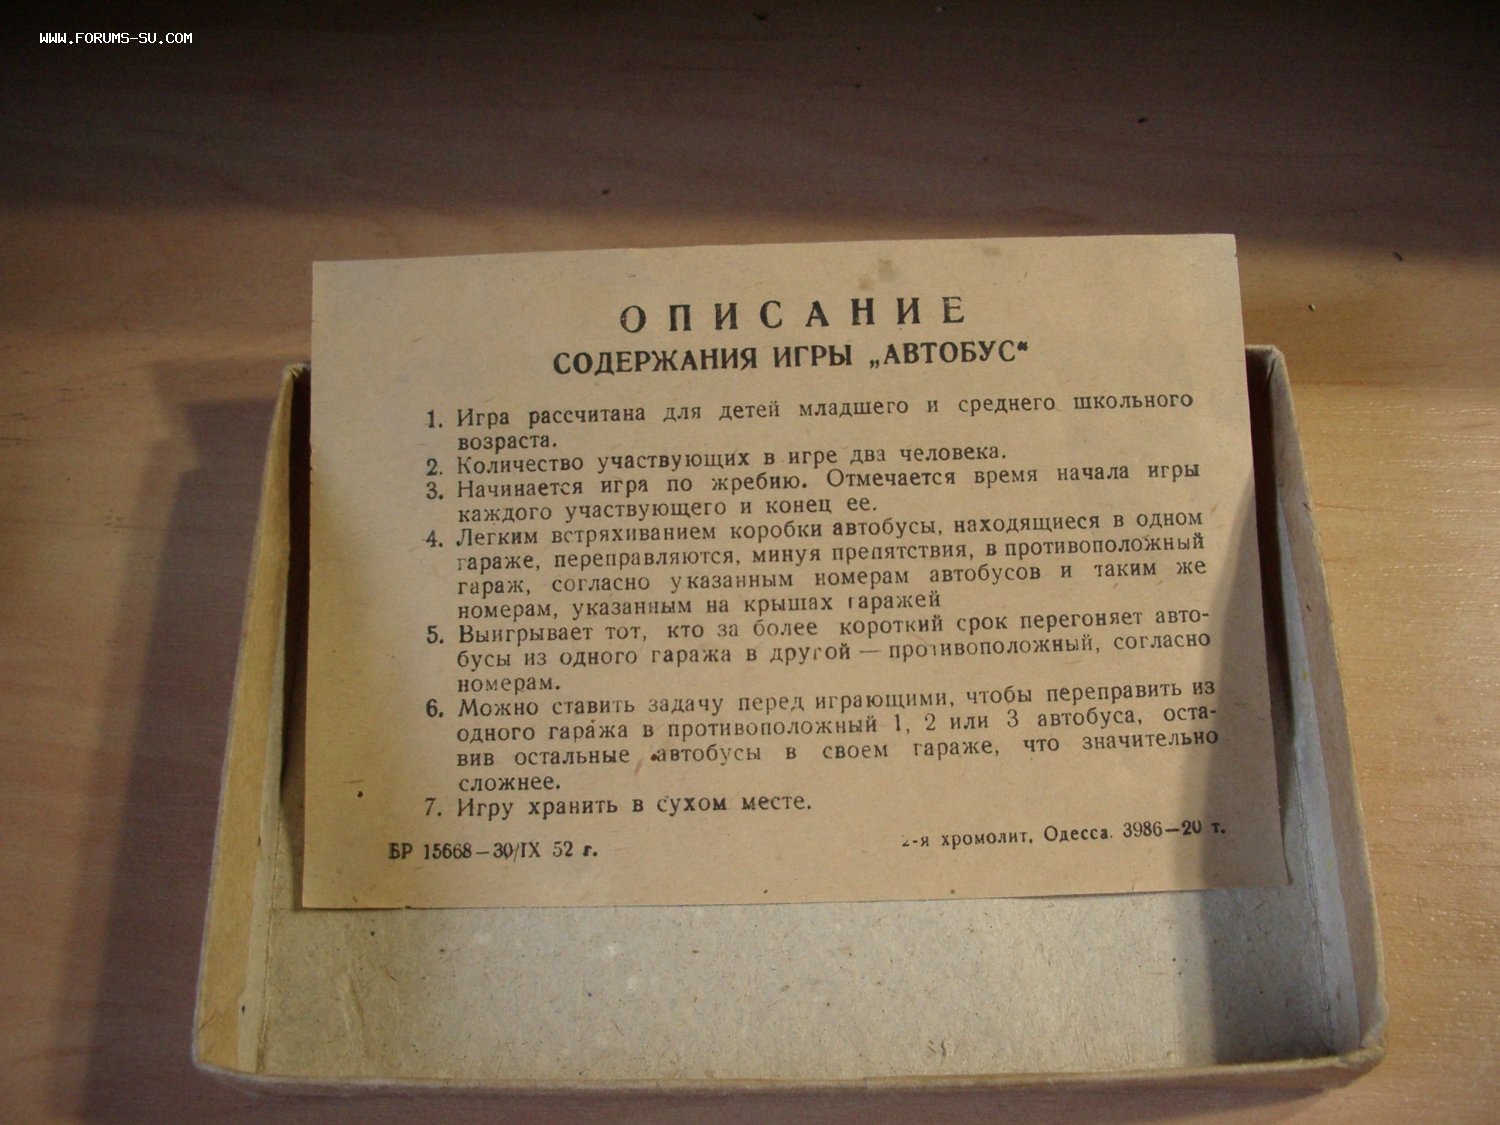 WWW.FORUMS-SU.COM
ОПИСАНИЕ
СОДЕРЖАНИЯ ИГРЫ „АВТОБУС“
1. Игра рассчитана для детей младшего и среднего школьного
возраста.
2. Количество участвующих в игре два человека.
3. Начинается игра по жребию. Отмечается время начала игры
каждого участвующего и конец ее.
4. Легким встряхиванием коробки автобусы, находящиеся в одном
гараже, переправляются, минуя препятствия, в противоположный
гараж, согласно указанным номерам автобусов и таким же
номерам, указанным на крышах гаражей
5. Выигрывает тот, кто за более короткий срок перегоняет авто-
бусы из одного гаража в другой — противоположный, согласно
номерам.
6. Можно ставить задачу перед играющими, чтобы переправить из
одного гаража в противоположный 1, 2 или 3 автобуса, оста-
вив остальные автобусы в своем гараже, что значительно
сложнее.
7. Игру хранить в сухом месте.
БР 15668—30/IX 52 г.
2-я хромолит, Одесса. 3986—20 т.